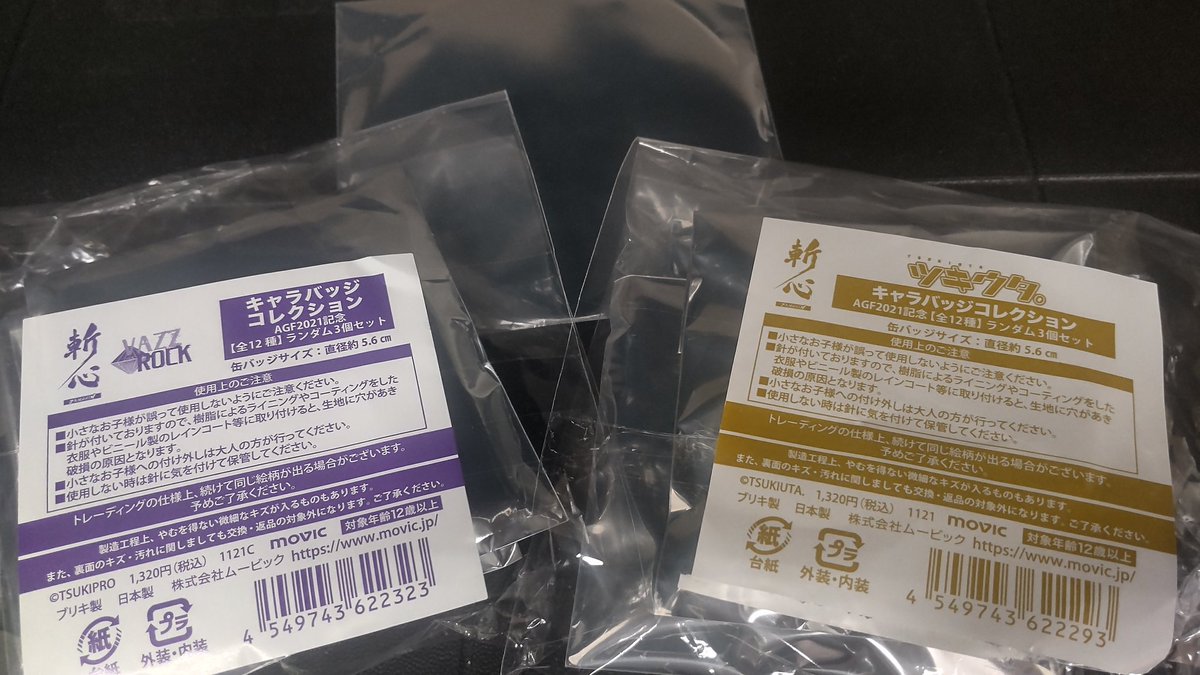 斬心
VAZZ
ROCK
キャラバッジ
コレクション
AGF2021記念
【全12種】ランダム3個セット
缶バッジサイズ：直径約5.6㎝
使用上のご注意
■小さなお子様が誤って使用しないようにご注意ください。
■針が付いておりますので、樹脂によるライニングやコーティングをした
衣服やビニール製のレインコート等に取り付けると、生地に穴があき
破損の原因となります。
■小さなお子様への付け外しは大人の方が行ってください。
■使用しない時は針に気を付けて保管してください。
トレーディングの仕様上、続けて同じ絵柄が出る場合がございます。
予めご了承ください。
製造工程上、やむを得ない微細なキズが入るものもあります。
また、裏面のキズ・汚れに関しましても交換・返品の対象外になります。ご了承ください。
©TSUKIPRO 1,320円（税込） 1121C movic 対象年齢12歳以上
ブリキ製 日本製 株式会社ムービック https://www.movic.jp/
紙
台紙
プラ
外装・内装
4 549743 622323
斬心
TSUKIUTA
ツキウタ。
キャラバッジコレクション
AGF2021記念【全12種】ランダム3個セット
缶バッジサイズ：直径約5.6㎝
使用上のご注意
■小さなお子様が誤って使用しないようにご注意ください。
■針が付いておりますので、樹脂によるライニングやコーティングをした
衣服やビニール製のレインコート等に取り付けると、生地に穴があき
破損の原因となります。
■小さなお子様への付け外しは大人の方が行ってください。
■使用しない時は針に気を付けて保管してください。
トレーディングの仕様上、続けて同じ絵柄が出る場合がございます。
予めご了承ください。
製造工程上、やむを得ない微細なキズが入るものもあります。
また、裏面のキズ・汚れに関しましても交換・返品の対象外になります。ご了承ください。
©TSUKIUTA. 1,320円（税込） 1121 movic 対象年齢12歳以上
ブリキ製 日本製 株式会社ムービック https://www.movic.jp/
紙
台紙
プラ
外装・内装
4 549743 622293